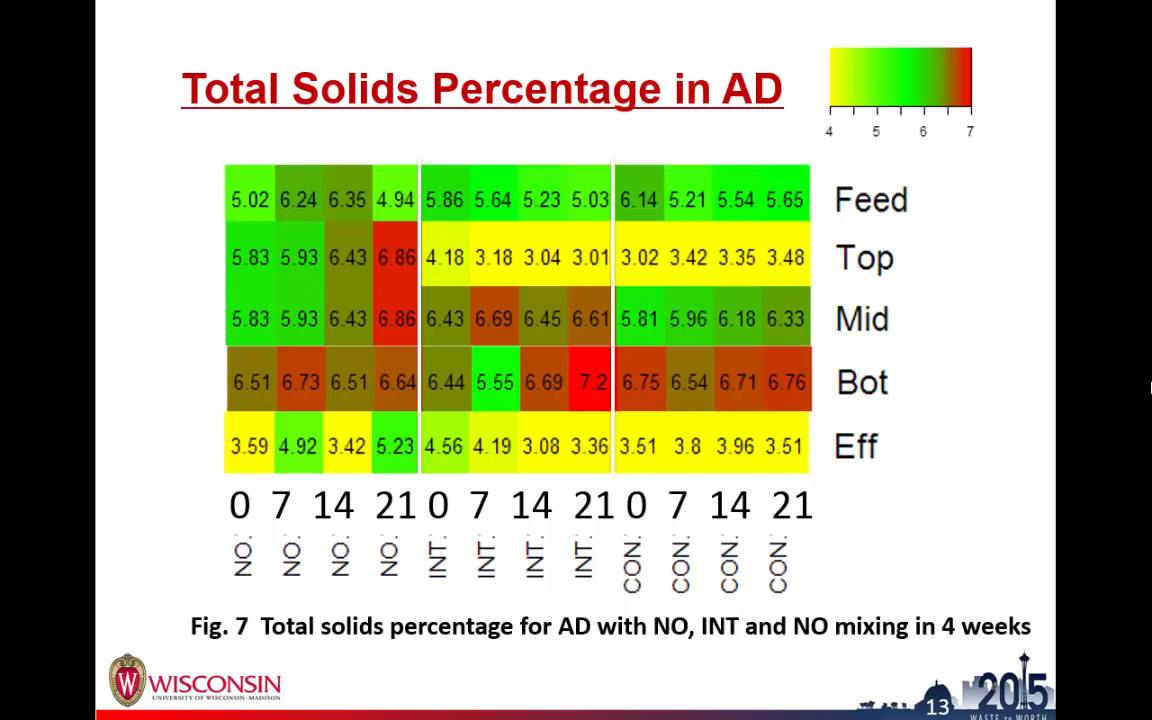 Total Solids Percentage in AD
4 5 6 7
5.02 6.24 6.35 4.94 5.86 5.64 5.23 5.03 6.14 5.21 5.54 5.65 Feed
5.83 5.93 6.43 6.86 4.18 3.18 3.04 3.01 3.02 3.42 3.35 3.48 Top
5.83 5.93 6.43 6.86 6.43 6.69 6.45 6.61 5.81 5.96 6.18 6.33 Mid
6.51 6.73 6.51 6.64 6.44 5.55 6.69 7.2 6.75 6.54 6.71 6.76 Bot
3.59 4.92 3.42 5.23 4.56 4.19 3.08 3.36 3.51 3.8 3.96 3.51 Eff
0 7 14 21 0 7 14 21 0 7 14 21
NO. NO. NO. NO. INT. INT. INT. INT. CON. CON. CON. CON.
Fig. 7 Total solids percentage for AD with NO, INT and NO mixing in 4 weeks
W WISCONSIN
UNIVERSITY OF WISCONSIN-MADISON
13
2015
WASTE to WORTH